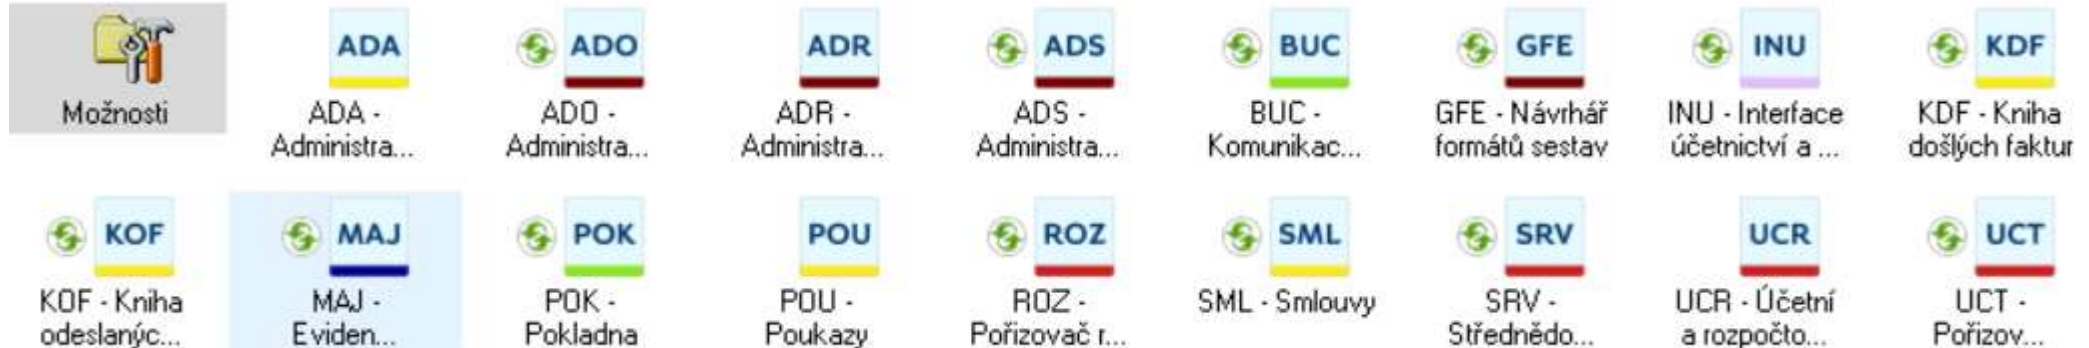 ADA
ADO
ADR
ADS
BUC
GFE
INU
KDF
Možnosti
ADA -
Administra...
ADO -
Administra...
ADR -
Administra...
ADS -
Administra...
BUC -
Komunikac...
GFE - Návrhář
formátů sestav
INU - Interface
účetnictví a ...
KDF - Kniha
došlých faktur
KOF
MAJ
POK
POU
ROZ
SML
SRV
UCR
UCT
KOF - Kniha
odeslanýc...
MAJ -
Eviden...
POK -
Pokladna
POU -
Poukazy
ROZ -
Pořizovač r...
SML - Smlouvy
SRV -
Střednědo...
UCR - Účetní
a rozpočto...
UCT -
Pořizov...